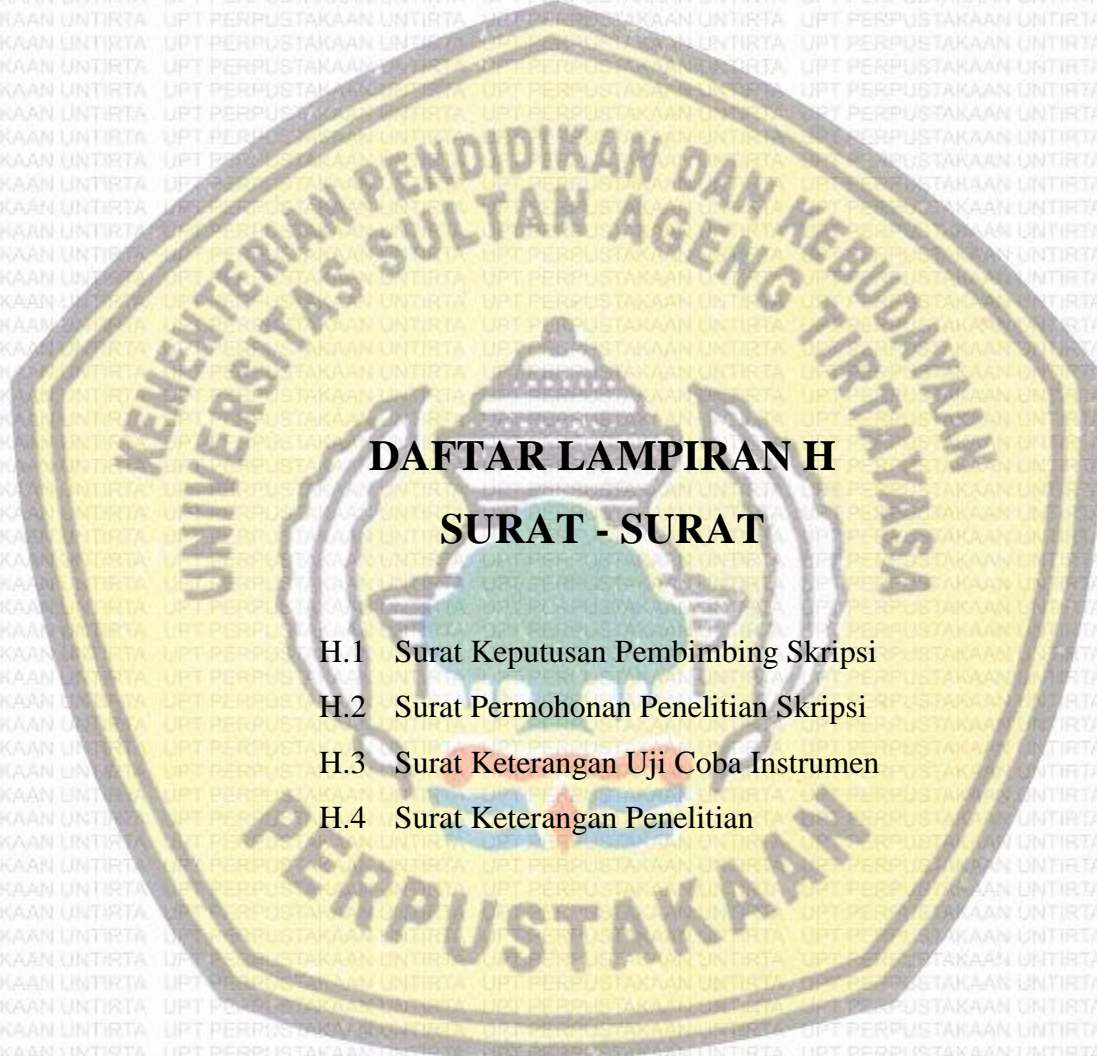 KEMENTERIAN PENDIDIKAN DAN KEBUDAYAAN
UNIVERSITAS SULTAN AGENG TIRTAYASA
DAFTAR LAMPIRAN H
SURAT - SURAT
H.1 Surat Keputusan Pembimbing Skripsi
H.2 Surat Permohonan Penelitian Skripsi
H.3 Surat Keterangan Uji Coba Instrumen
H.4 Surat Keterangan Penelitian
PERPUSTAKAAN